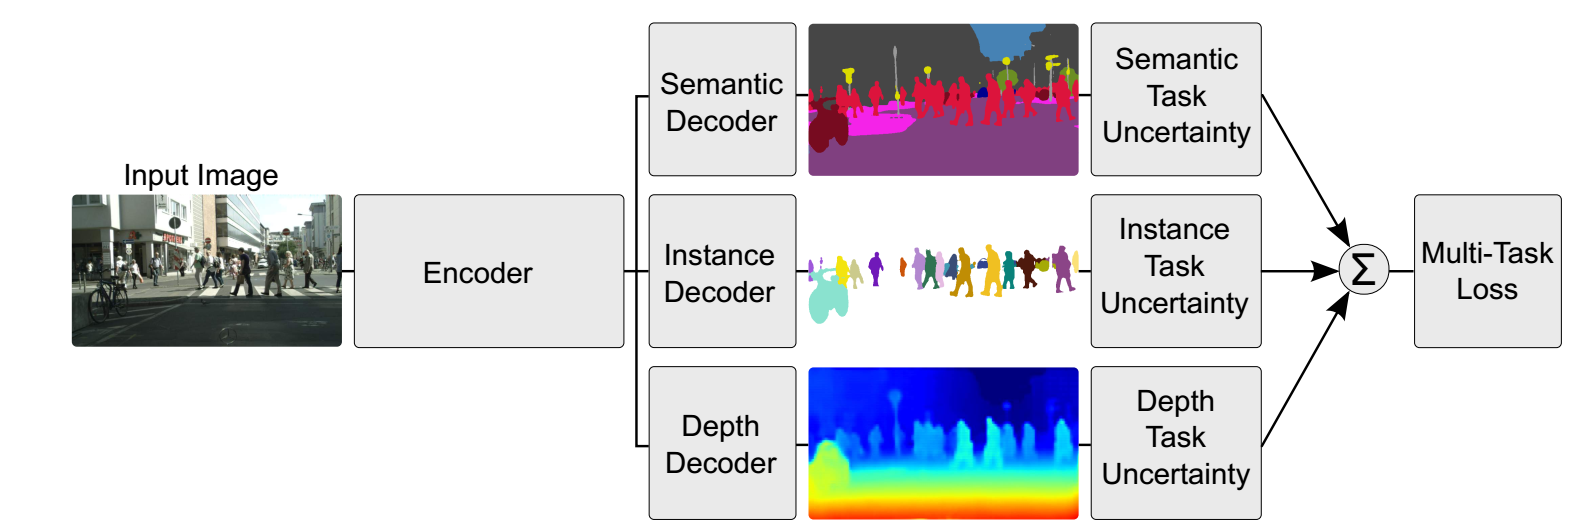 Input Image
Encoder
Semantic
Decoder
Instance
Decoder
Depth
Decoder
Semantic
Task
Uncertainty
Instance
Task
Uncertainty
Depth
Task
Uncertainty
Σ
Multi-Task
Loss